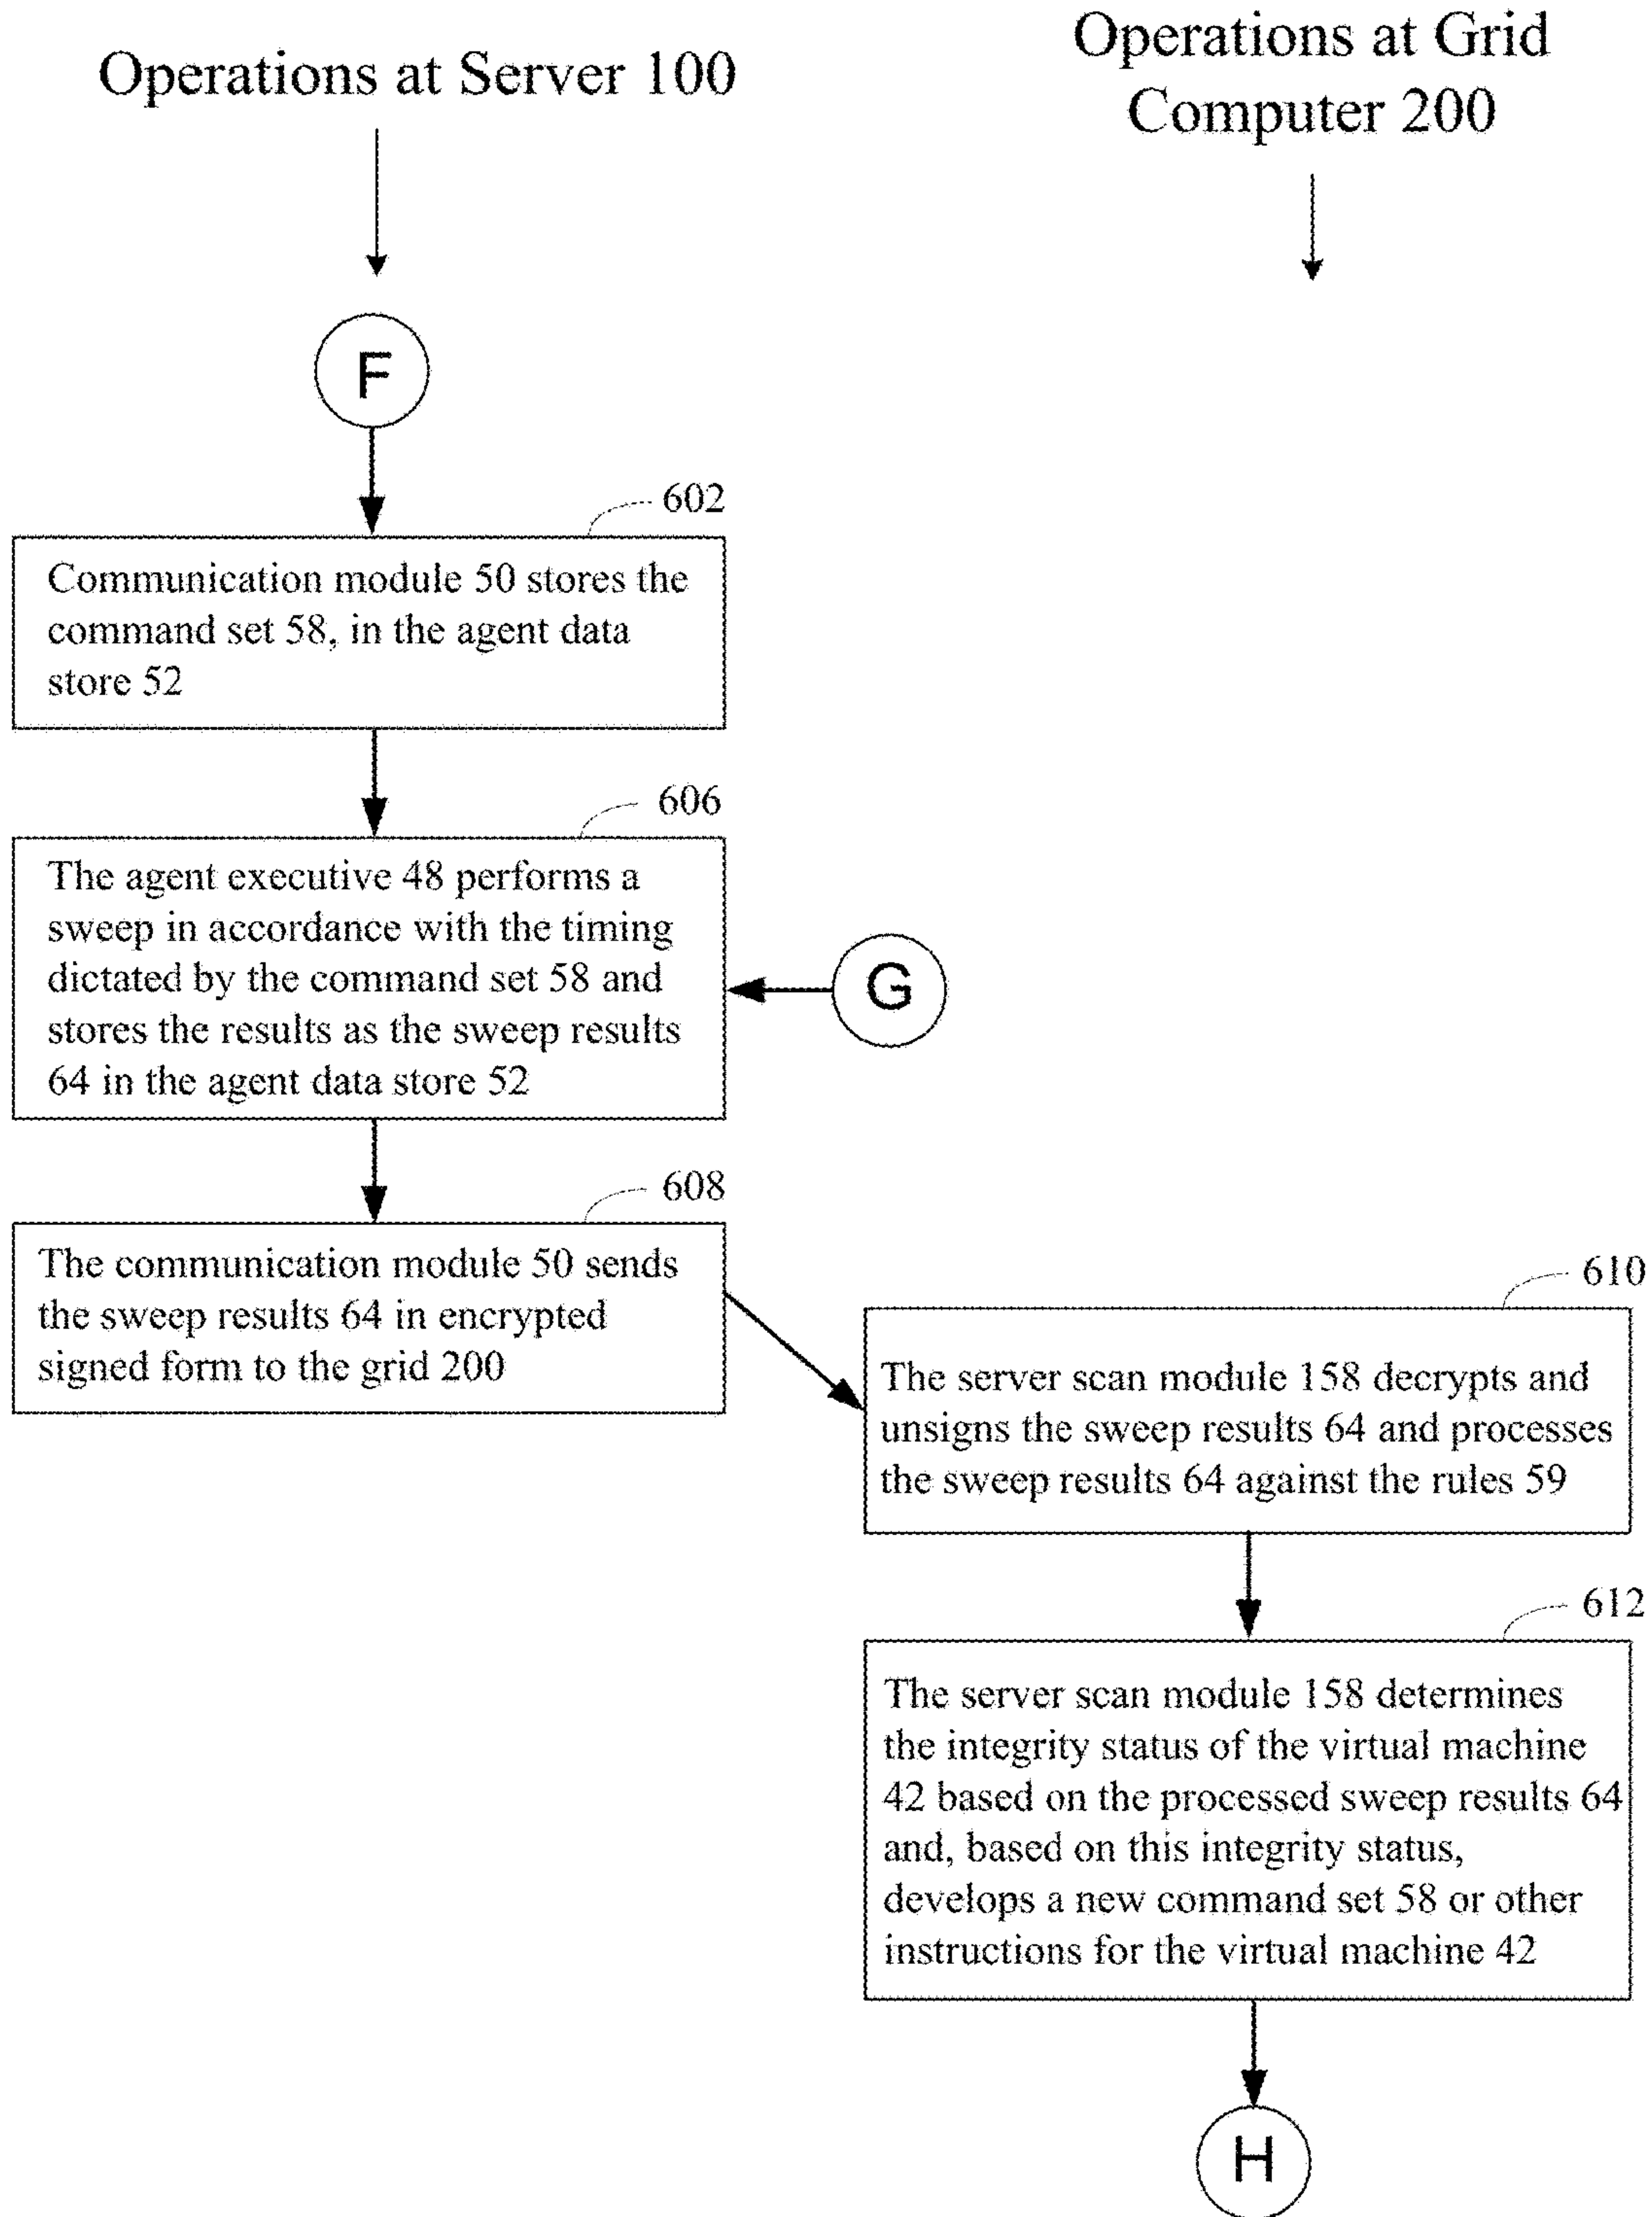 Operations at Server 100
Operations at Grid
Computer 200
F
602
Communication module 50 stores the
command set 58, in the agent data
store 52
606
The agent executive 48 performs a
sweep in accordance with the timing
dictated by the command set 58 and
stores the results as the sweep results
64 in the agent data store 52
G
608
The communication module 50 sends
the sweep results 64 in encrypted
signed form to the grid 200
610
The server scan module 158 decrypts and
unsigns the sweep results 64 and processes
the sweep results 64 against the rules 59
612
The server scan module 158 determines
the integrity status of the virtual machine
42 based on the processed sweep results 64
and, based on this integrity status,
develops a new command set 58 or other
instructions for the virtual machine 42
H